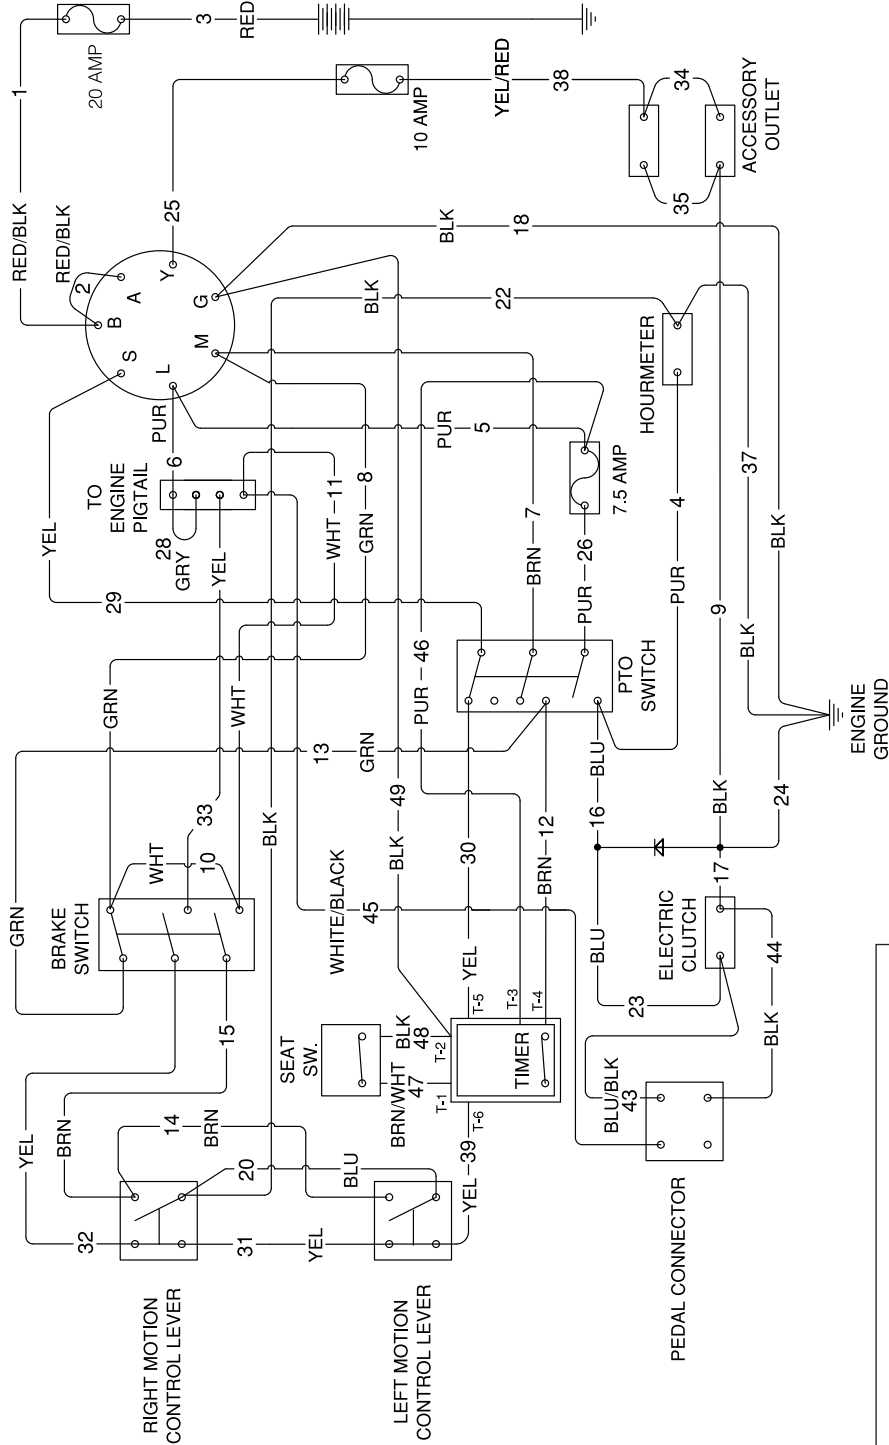 RIGHT MOTION
CONTROL LEVER
LEFT MOTION
CONTROL LEVER
PEDAL CONNECTOR
32
31
YEL
YEL
BRN
14
BRN
20
BLU
YEL
39
15
GRN
BRAKE
SWITCH
WHT
10
33
GRN
WHT
BLK
SEAT
SW.
BRN/WHT
47
BLK
48
T-1
T-2
T-6
T-5
T-3
T-4
TIMER
WHITE/BLACK
45
YEL
30
BRN
12
BLK
49
PUR
46
13
GRN
BLU/BLK
43
BLK
44
23
BLU
ELECTRIC
CLUTCH
17
16
BLU
BLK
9
24
BLK
37
BLK
ENGINE
GROUND
PTO
SWITCH
PUR
26
BRN
7
PUR
4
7.5 AMP
HOURMETER
29
YEL
YEL
28
GRY
TO
ENGINE
PIGTAIL
6
PUR
WHT
11
GRN
8
PUR
5
BLK
22
BLK
18
S
B
A
Y
L
M
G
2
RED/BLK
RED/BLK
1
20 AMP
3
RED
25
10 AMP
YEL/RED
38
34
35
ACCESSORY
OUTLET